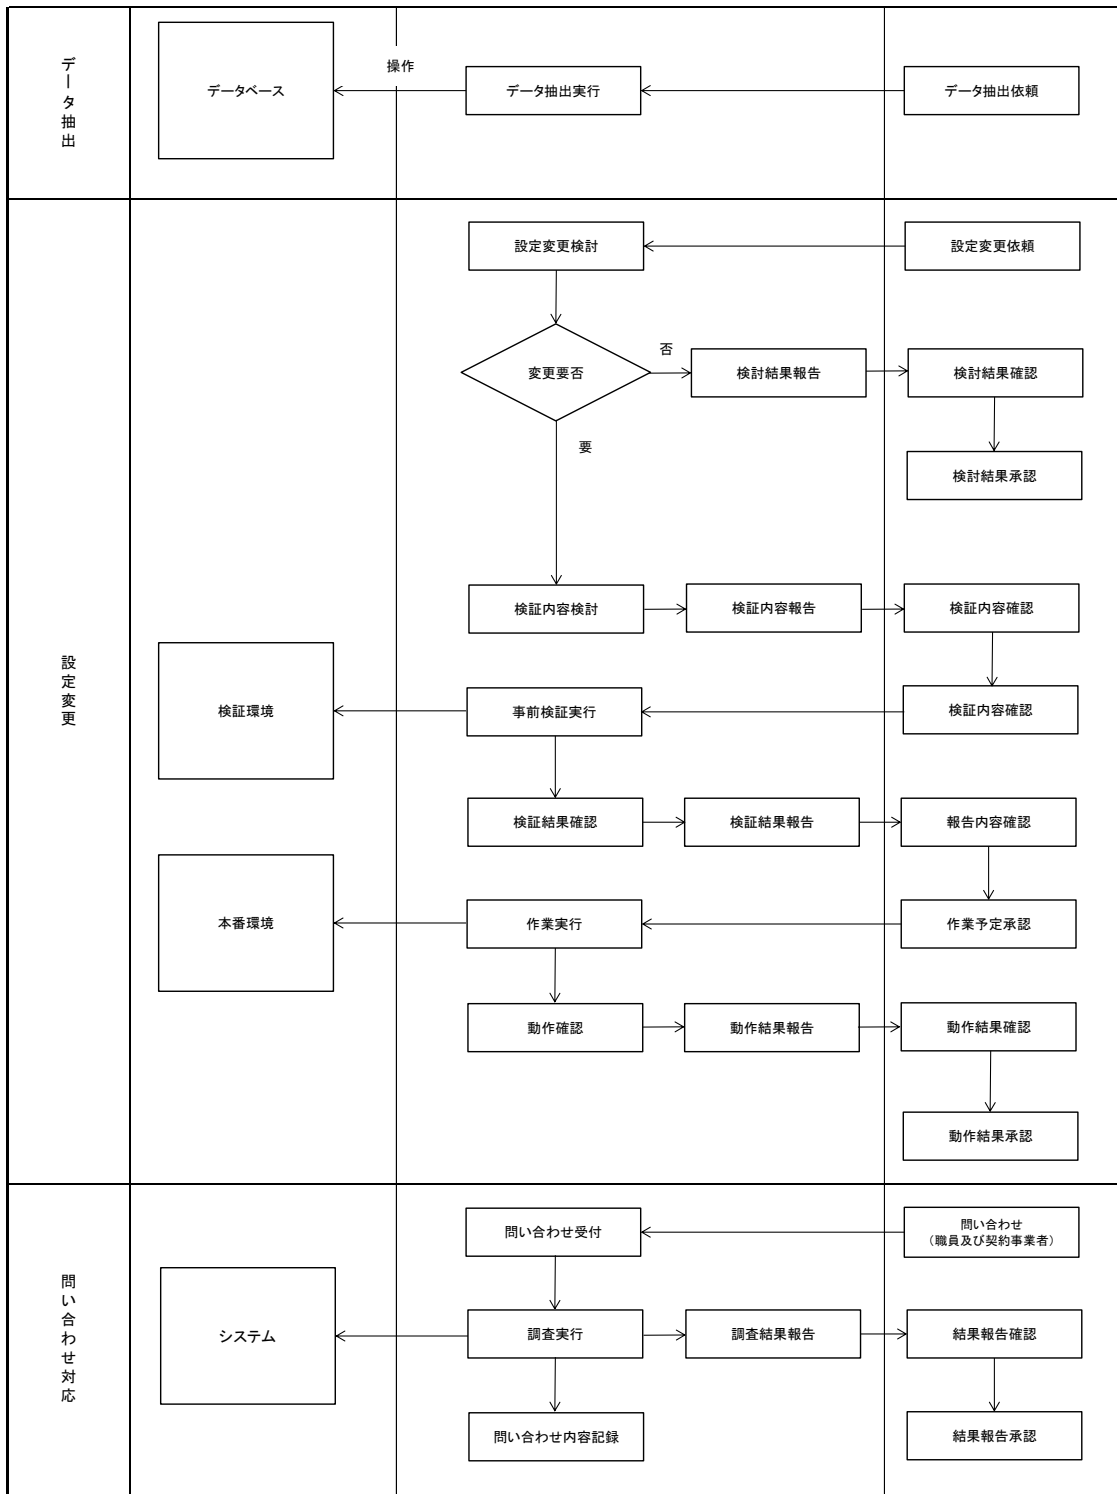 データ抽出
操作
データベース
データ抽出実行
データ抽出依頼
設定変更
設定変更検討
設定変更依頼
変更要否
否
検討結果報告
検討結果確認
要
検討結果承認
検証内容検討
検証内容報告
検証内容確認
検証環境
事前検証実行
検証内容確認
検証結果確認
検証結果報告
報告内容確認
本番環境
作業実行
作業予定承認
動作確認
動作結果報告
動作結果確認
動作結果承認
問い合わせ対応
問い合わせ受付
問い合わせ
（職員及び契約事業者）
システム
調査実行
調査結果報告
結果報告確認
問い合わせ内容記録
結果報告承認